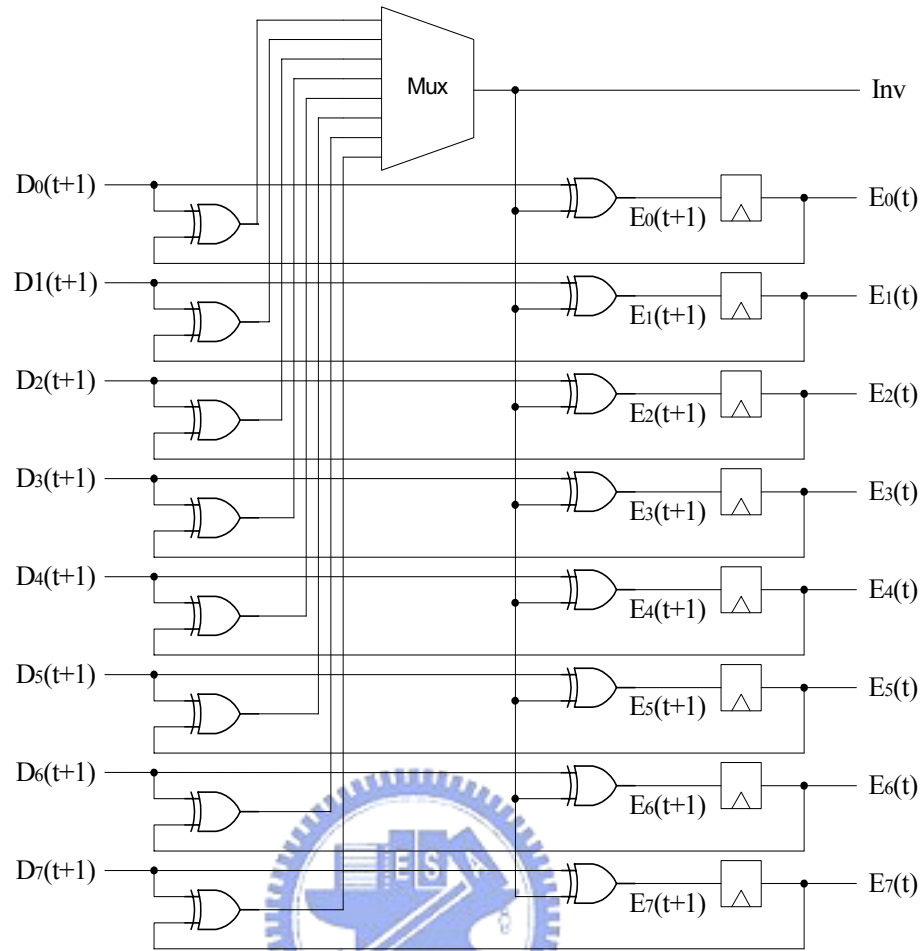 Mux
Inv
D0(t+1)
E0(t+1)
E0(t)
D1(t+1)
E1(t+1)
E1(t)
D2(t+1)
E2(t+1)
E2(t)
D3(t+1)
E3(t+1)
E3(t)
D4(t+1)
E4(t+1)
E4(t)
D5(t+1)
E5(t+1)
E5(t)
D6(t+1)
E6(t+1)
E6(t)
E S A
D7(t+1)
E7(t+1)
E7(t)